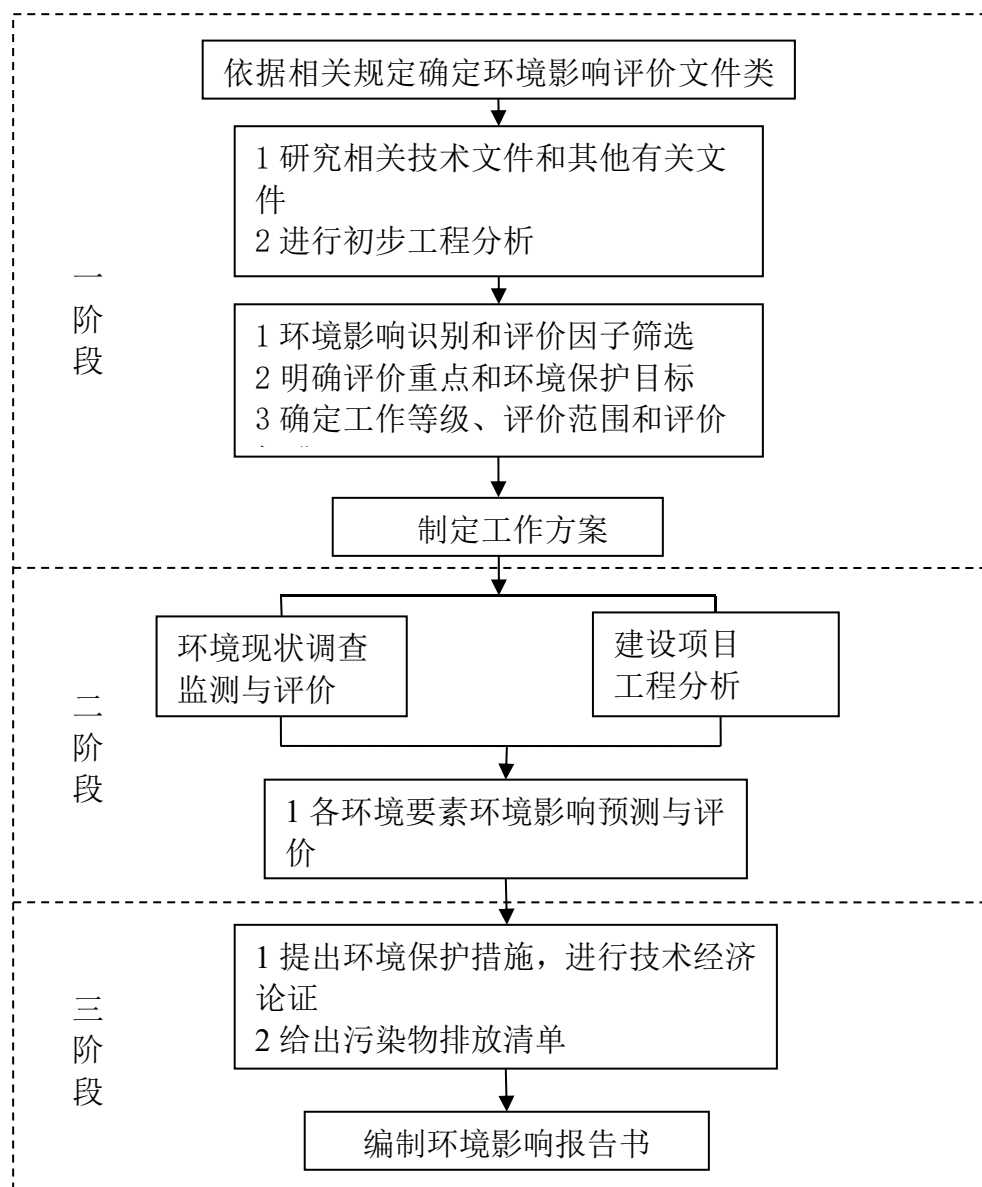 依据相关规定确定环境影响评价文件类
1 研究相关技术文件和其他有关文
件
2 进行初步工程分析
一
阶
段
1 环境影响识别和评价因子筛选
2 明确评价重点和环境保护目标
3 确定工作等级、评价范围和评价
制定工作方案
环境现状调查
监测与评价
建设项目
工程分析
二
阶
段
1 各环境要素环境影响预测与评
价
1 提出环境保护措施，进行技术经济
论证
2 给出污染物排放清单
三
阶
段
编制环境影响报告书